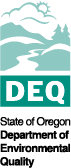 DEQ
State of Oregon
Department of
Environmental
Quality